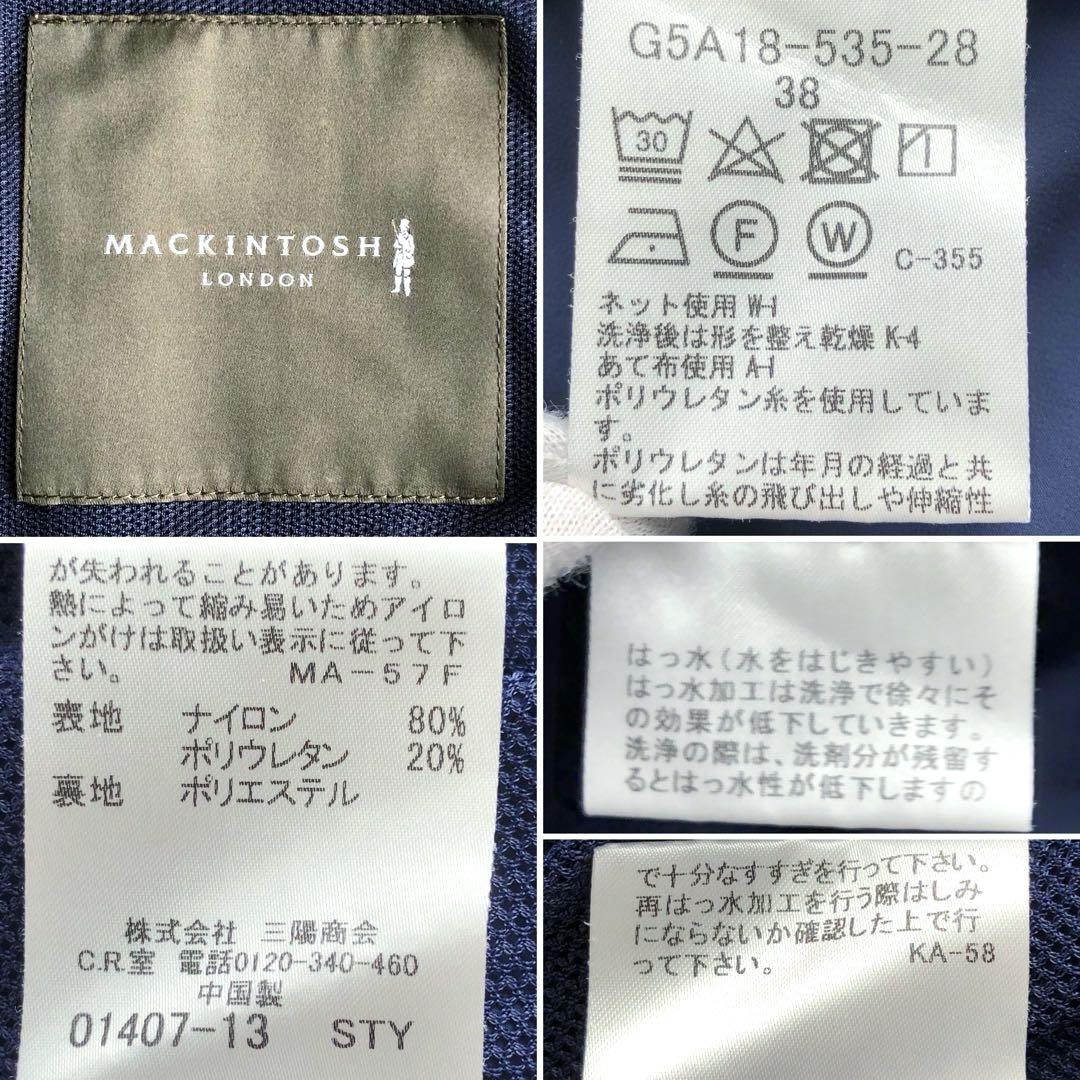 MACKINTOSH
LONDON
G5A18-535-28
38
30
F
W
C-355
ネット使用 W-I
洗浄後は形を整え乾燥 K-4
あて布使用 A-I
ポリウレタン糸を使用していま
す。
ポリウレタンは年月の経過と共
に劣化し糸の飛び出しや伸縮性
が失われることがあります。
熱によって縮み易いためアイロ
ンがけは取扱い表示に従って下
さい。 MA-57F
表地 ナイロン 80%
ポリウレタン 20%
裏地 ポリエステル
株式会社 三陽商会
C.R.室 電話0120-340-460
中国製
01407-13 STY
はっ水(水をはじきやすい)
はっ水加工は洗浄で徐々にそ
の効果が低下していきます。
洗浄の際は、洗剤分が残留す
るとはっ水性が低下しますの
で十分なすすぎを行って下さい。
再はっ水加工を行う際はしみ
にならないか確認した上で行
って下さい。 KA-58